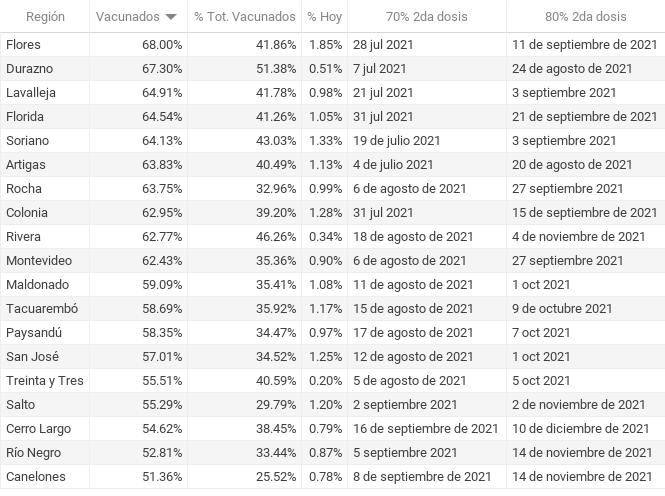 Región Vacunados % Tot. Vacunados % Hoy 70% 2da dosis 80% 2da dosis
Flores 68.00% 41.86% 1.85% 28 jul 2021 11 de septiembre de 2021
Durazno 67.30% 51.38% 0.51% 7 jul 2021 24 de agosto de 2021
Lavalleja 64.91% 41.78% 0.98% 21 jul 2021 3 septiembre 2021
Florida 64.54% 41.26% 1.05% 31 jul 2021 21 de septiembre de 2021
Soriano 64.13% 43.03% 1.33% 19 de julio 2021 3 septiembre 2021
Artigas 63.83% 40.49% 1.13% 4 de julio 2021 20 de agosto de 2021
Rocha 63.75% 32.96% 0.99% 6 de agosto de 2021 27 septiembre 2021
Colonia 62.95% 39.20% 1.28% 31 jul 2021 15 de septiembre de 2021
Rivera 62.77% 46.26% 0.34% 18 de agosto de 2021 4 de noviembre de 2021
Montevideo 62.43% 35.36% 0.90% 6 de agosto de 2021 27 septiembre 2021
Maldonado 59.09% 35.41% 1.08% 11 de agosto de 2021 1 oct 2021
Tacuarembó 58.69% 35.92% 1.17% 15 de agosto de 2021 9 de octubre de 2021
Paysandú 58.35% 34.47% 0.97% 17 de agosto de 2021 7 oct 2021
San José 57.01% 34.52% 1.25% 12 de agosto de 2021 1 oct 2021
Treinta y Tres 55.51% 40.59% 0.20% 5 de agosto de 2021 5 oct 2021
Salto 55.29% 29.79% 1.20% 2 septiembre 2021 2 de noviembre de 2021
Cerro Largo 54.62% 38.45% 0.79% 16 de septiembre de 2021 10 de diciembre de 2021
Río Negro 52.81% 33.44% 0.87% 5 septiembre 2021 14 de noviembre de 2021
Canelones 51.36% 25.52% 0.78% 8 de septiembre de 2021 14 de noviembre de 2021